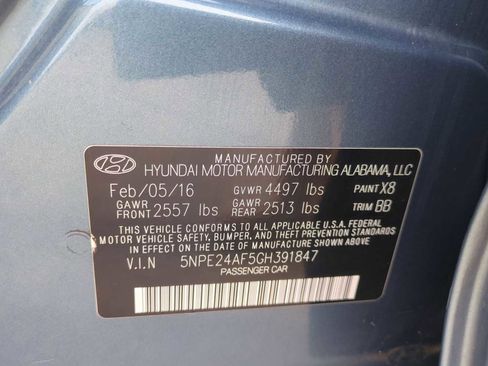 MANUFACTURED BY
HYUNDAI MOTOR MANUFACTURING ALABAMA, LLC
Feb/05/16 GVWR 4497 lbs PAINT X8
GAWR FRONT 2557 lbs GAWR REAR 2513 lbs TRIM BB
THIS VEHICLE CONFORMS TO ALL APPLICABLE U.S.A. FEDERAL
MOTOR VEHICLE SAFETY, BUMPER, AND THEFT PREVENTION
STANDARDS IN EFFECT ON THE DATE OF MANUFACTURE SHOWN ABOVE.
V.I.N 5NPE24AF5GH391847
PASSENGER CAR